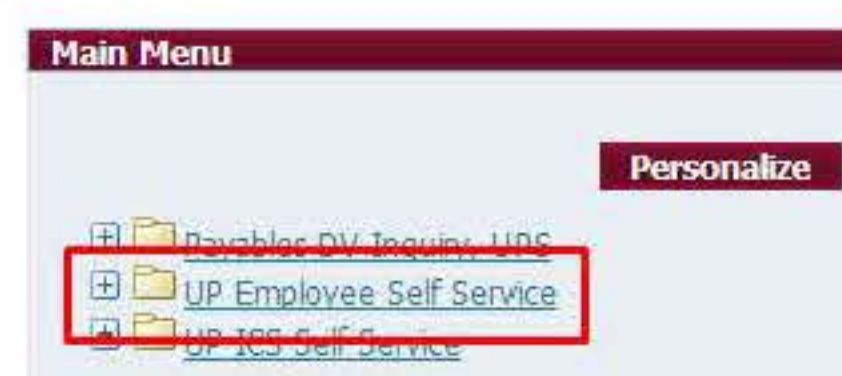 Main Menu
Personalize
Payables DV Inquiry, UPS
UP Employee Self Service
UP ICS Self Service